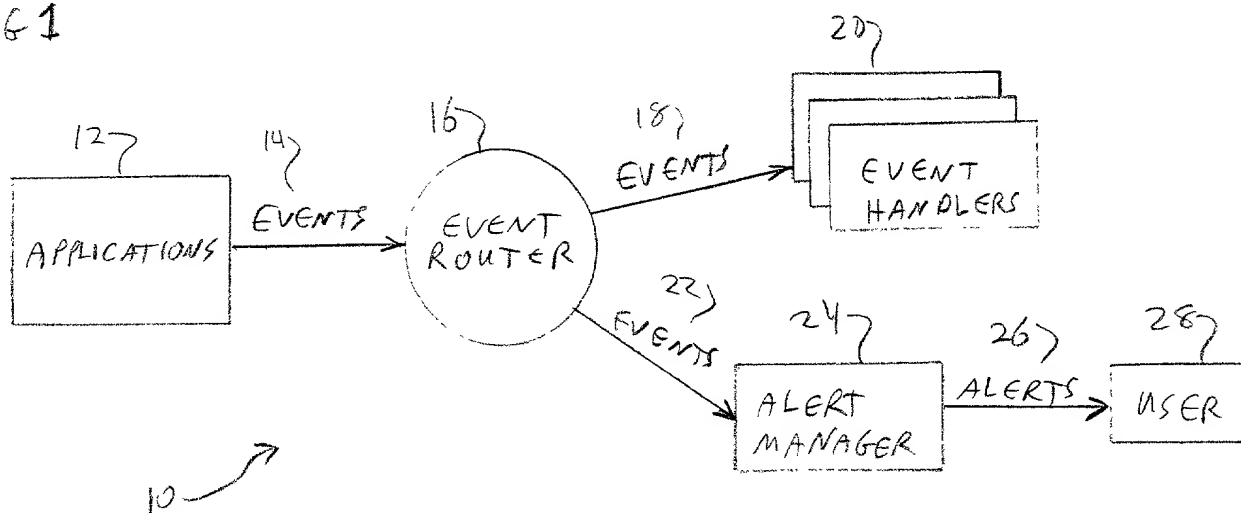 G 1
20
12
14
16
18
EVENTS
EVENTS
EVENT
HANDLERS
APPLICATIONS
EVENT
ROUTER
22
EVENTS
24
26
28
ALERTS
ALERT
MANAGER
USER
10